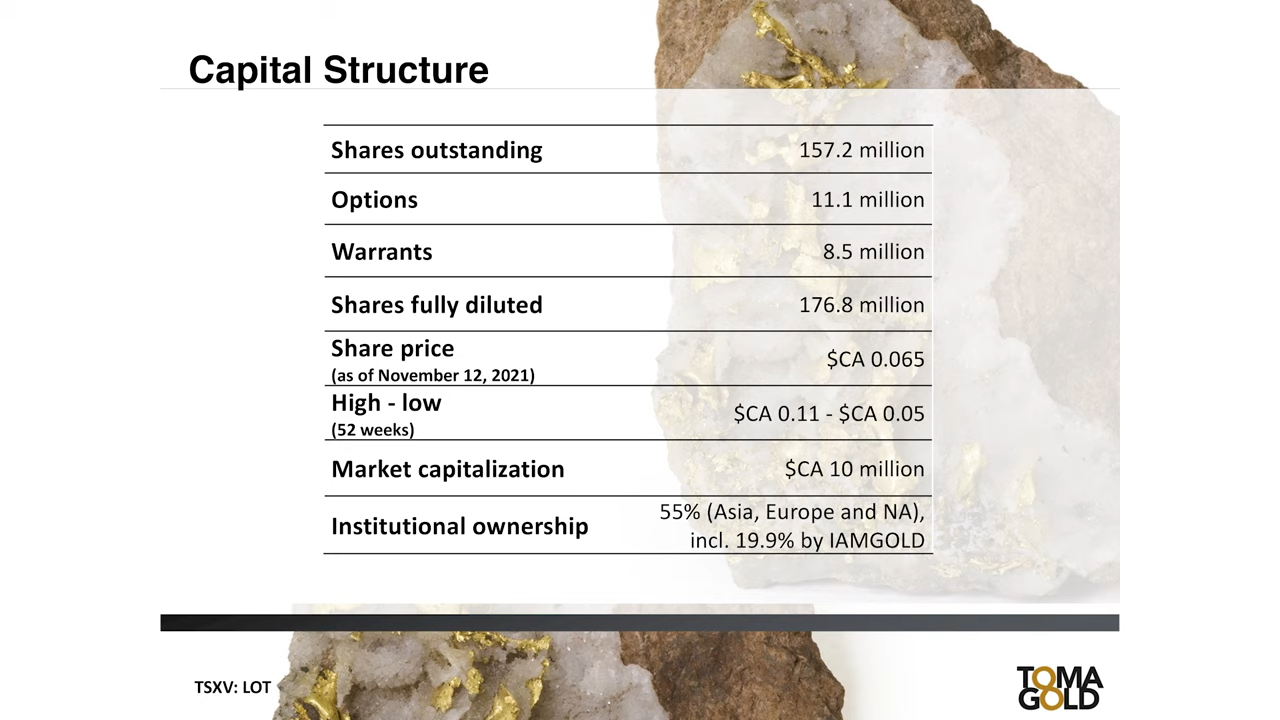 Capital Structure
Shares outstanding 157.2 million
Options 11.1 million
Warrants 8.5 million
Shares fully diluted 176.8 million
Share price
(as of November 12, 2021)
$CA 0.065
High - low
(52 weeks)
$CA 0.11 - $CA 0.05
Market capitalization $CA 10 million
Institutional ownership
55% (Asia, Europe and NA),
incl. 19.9% by IAMGOLD
TSXV: LOT
TOMA
GOLD